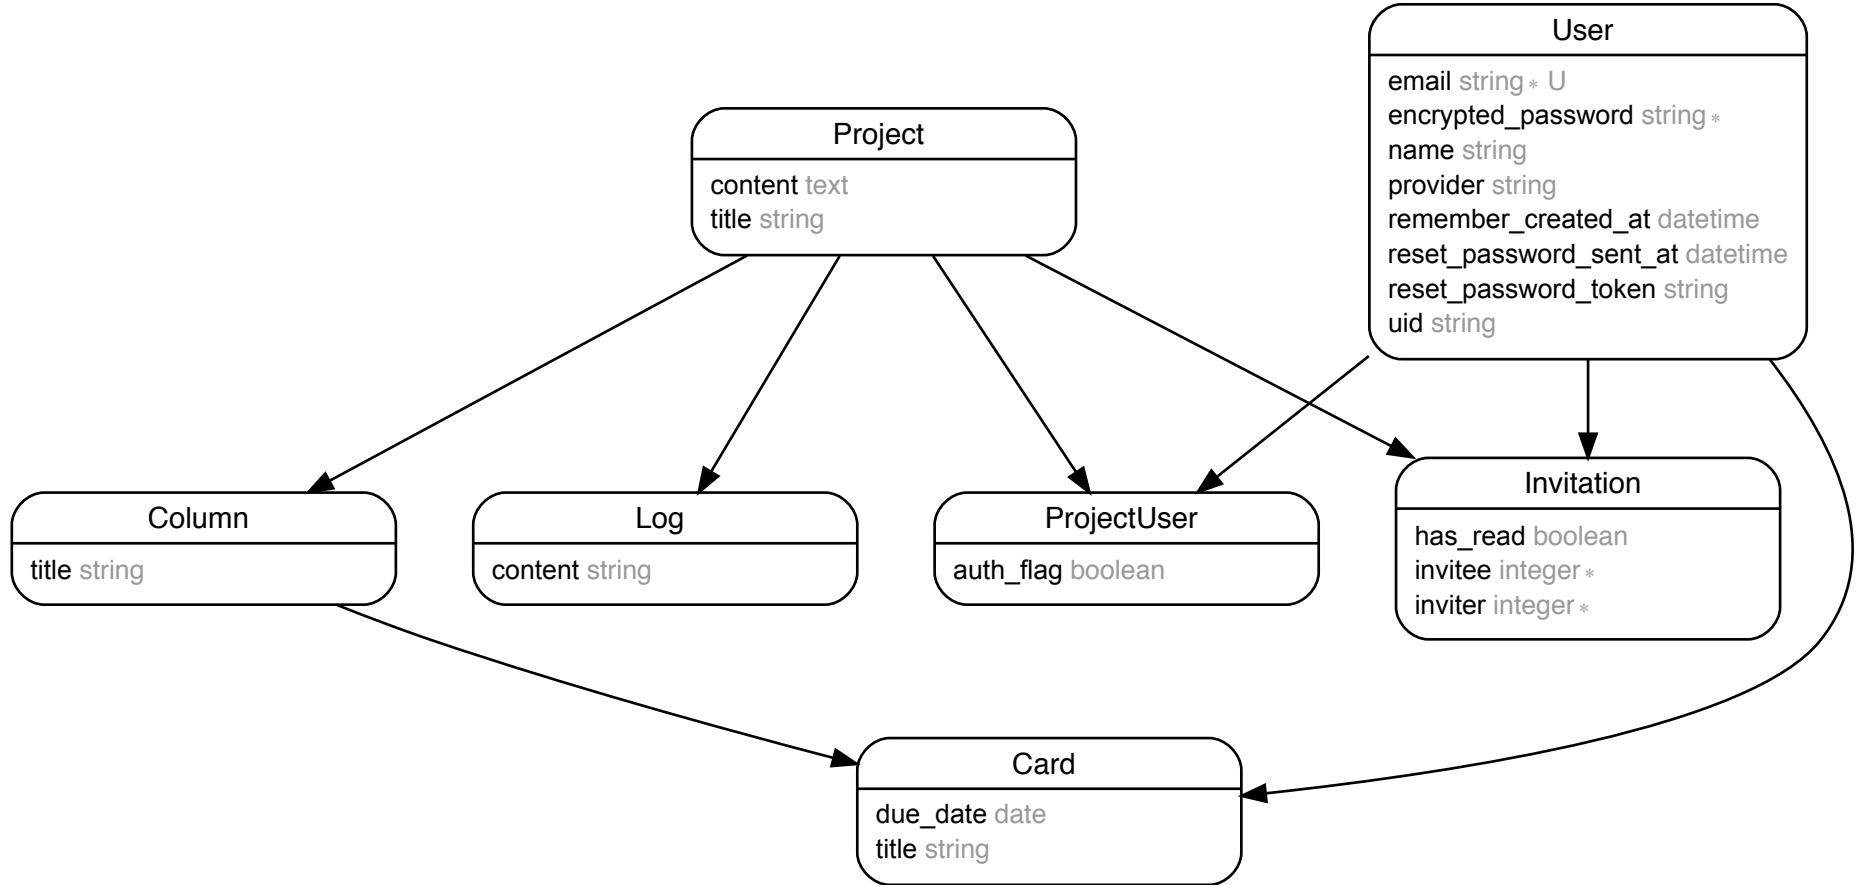 User
email string* U
encrypted_password string*
name string
provider string
remember_created_at datetime
reset_password_sent_at datetime
reset_password_token string
uid string
Project
content text
title string
Column
title string
Log
content string
ProjectUser
auth_flag boolean
Invitation
has_read boolean
invitee integer*
inviter integer*
Card
due_date date
title string